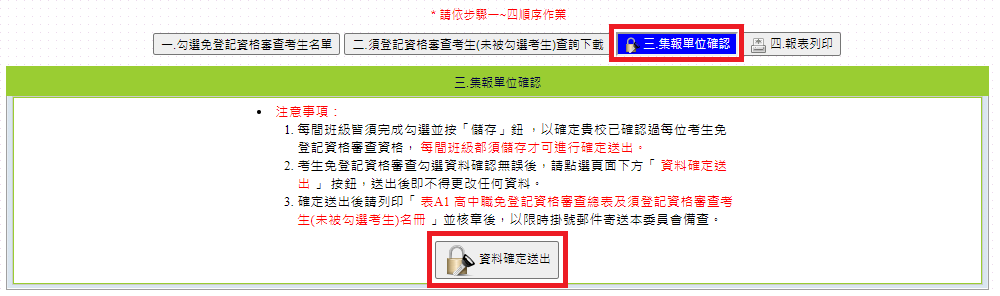 * 請依步驟一~四順序作業
一.勾選免登記資格審查考生名單 二.須登記資格審查考生(未被勾選考生)查詢下載 三.集報單位確認 四.報表列印
三.集報單位確認
• 注意事項：
1. 每間班級皆須完成勾選並按「儲存」鈕 ，以確定貴校已確認過每位考生免
登記資格審查資格， 每間班級都須儲存才可進行確定送出。
2. 考生免登記資格審查勾選資料確認無誤後，請點選頁面下方「 資料確定送
出 」 按鈕，送出後即不得更改任何資料。
3. 確定送出後請列印「 表A1 高中職免登記資格審查總表及須登記資格審查考
生(未被勾選考生)名冊 」並核章後，以限時掛號郵件寄送本委員會備查。
資料確定送出